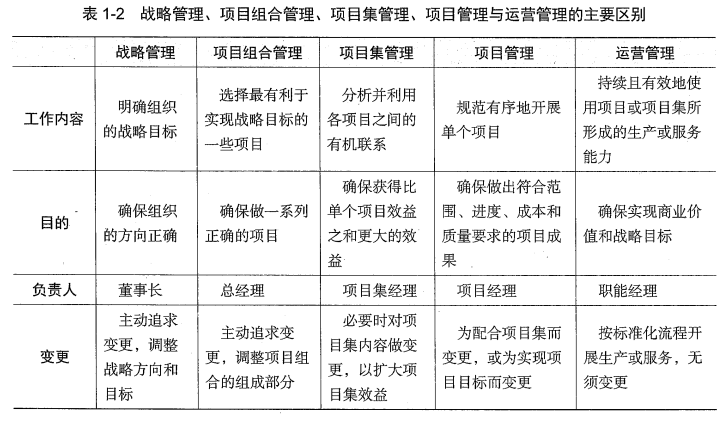 表 1-2 战略管理、项目组合管理、项目集管理、项目管理与运营管理的主要区别
战略管理 项目组合管理 项目集管理 项目管理 运营管理
工作内容
明确组织
的战略目标
选择最有利于
实现战略目标的
一些项目
分析并利用
各项目之间的
有机联系
规范有序地开展
单个项目
持续且有效地使
用项目或项目集所
形成的生产或服务
能力
目的
确保组织
的方向正确
确保做一系列
正确的项目
确保获得比
单个项目效益
之和更大的效
益
确保做出符合范
围、进度、成本和
质量要求的项目成
果
确保实现商业价
值和战略目标
负责人 董事长 总经理 项目集经理 项目经理 职能经理
变更
主动追求
变更，调整
战略方向和
目标
主动追求变
更，调整项目组
合的组成部分
必要时对项
目集内容做变
更，以扩大项
目集效益
为配合项目集而
变更，或为实现项
目目标而变更
按标准化流程开
展生产或服务，无
须变更